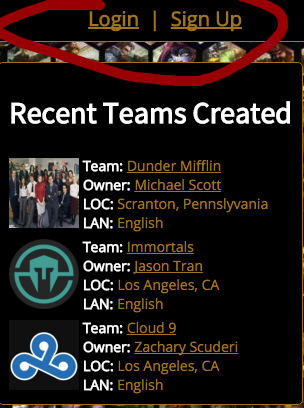 Login | Sign Up
Recent Teams Created
Team: Dunder Mifflin
Owner: Michael Scott
LOC: Scranton, Pennslyvania
LAN: English
Team: Immortals
Owner: Jason Tran
LOC: Los Angeles, CA
LAN: English
Team: Cloud 9
Owner: Zachary Scuderi
LOC: Los Angeles, CA
LAN: English